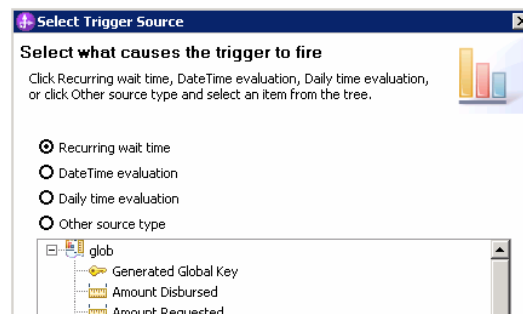 Select Trigger Source
Select what causes the trigger to fire
Click Recurring wait time, DateTime evaluation, Daily time evaluation,
or click Other source type and select an item from the tree.
Recurring wait time
DateTime evaluation
Daily time evaluation
Other source type
glob
Generated Global Key
Amount Disbursed
Amount Requested